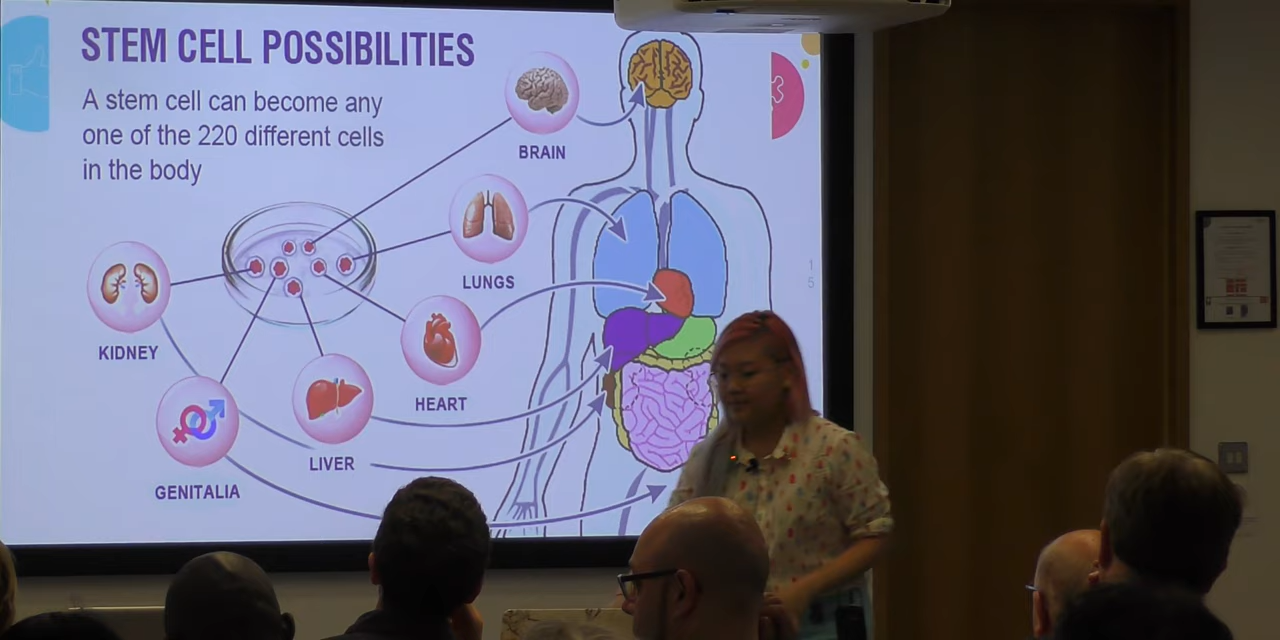 STEM CELL POSSIBILITIES
A stem cell can become any
one of the 220 different cells
in the body
BRAIN
LUNGS
KIDNEY
HEART
LIVER
GENITALIA